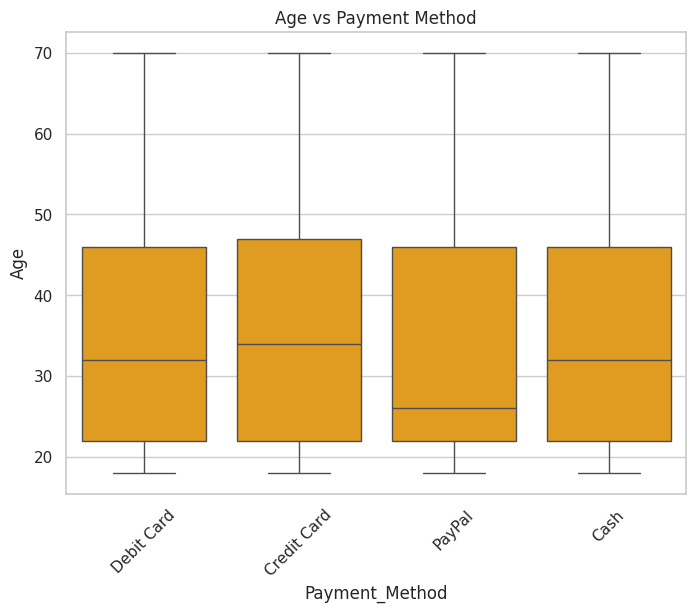 Age vs Payment Method
70
60
50
40
30
20
Age
Debit Card
Credit Card
PayPal
Cash
Payment_Method